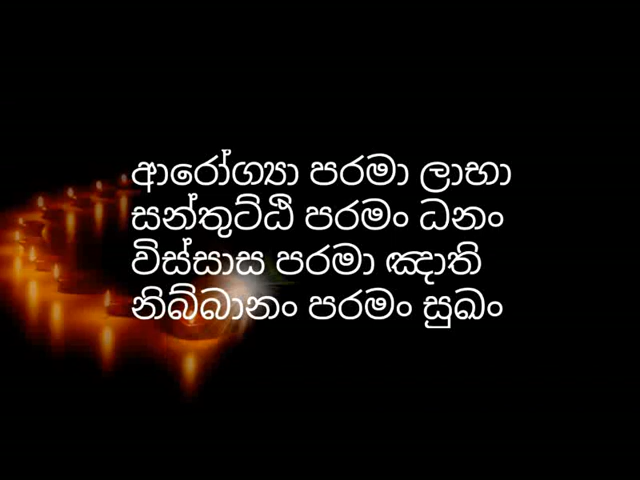 ආරෝග්‍යා පරමා ලාභා
සන්තුට්ඨි පරමං ධනං
විස්සාස පරමා ඤාති
නිබ්බානං පරමං සුඛං